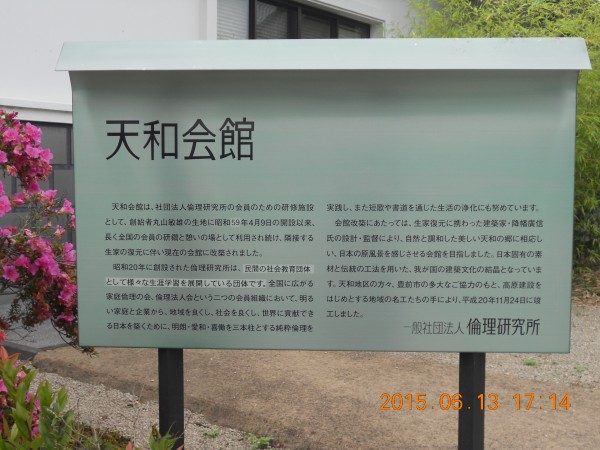 天和会館
天和会館は、社団法人倫理研究所の会員のための研修施設
として、創始者丸山敏雄の生地に昭和59年4月9日の開設以来、
長く全国の会員の研鑽と憩いの場として利用され続け、隣接する
生家の復元に伴い現在の会館に改築されました。
昭和20年に創設された倫理研究所は、民間の社会教育団体
として様々な生涯学習を展開している団体です。全国に広がる
家庭倫理の会、倫理法人会という二つの会員組織において、明る
い家庭と企業から、地域を良くし、社会を良くし、世界に貢献でき
る日本を築くために、明朗・愛和・喜働を三本柱とする純粋倫理を
実践し、また短歌や書道を通じた生活の浄化にも努めています。
会館改築にあたっては、生家復元に携わった建築家・降幡廣信
氏の設計・監督により、自然と調和した美しい天和の郷に相応し
い、日本の原風景を感じさせる会館を目指しました。日本固有の素
材と伝統の工法を用いた、我が国の建築文化の結晶となっていま
す。天和地区の方々、豊前市の多大なご協力のもと、高原建設を
はじめとする地域の名工たちの手により、平成20年11月24日に竣
工しました。
一般社団法人 倫理研究所
2015.06.13 17:14